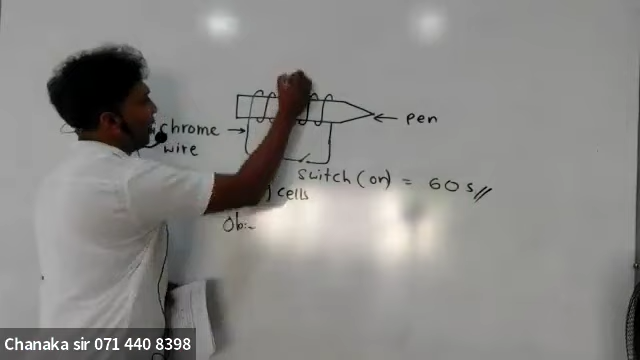 chrome
wire
pen
switch (on) = 60 s//
cells
Ob:-
Chanaka sir 071 440 8398